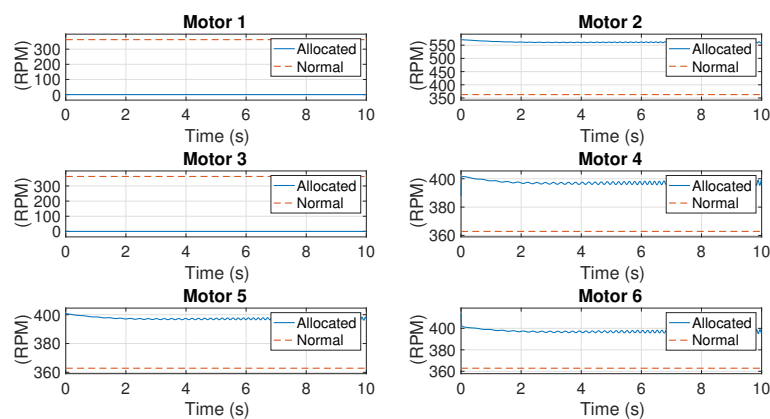 Motor 1
300
200
100
0
(RPM)
Allocated
Normal
0 2 4 6 8 10
Time (s)
Motor 2
550
500
450
400
350
(RPM)
Allocated
Normal
0 2 4 6 8 10
Time (s)
Motor 3
300
200
100
0
(RPM)
Allocated
Normal
0 2 4 6 8 10
Time (s)
Motor 4
400
380
360
(RPM)
Allocated
Normal
0 2 4 6 8 10
Time (s)
Motor 5
400
380
360
(RPM)
Allocated
Normal
0 2 4 6 8 10
Time (s)
Motor 6
400
380
360
(RPM)
Allocated
Normal
0 2 4 6 8 10
Time (s)